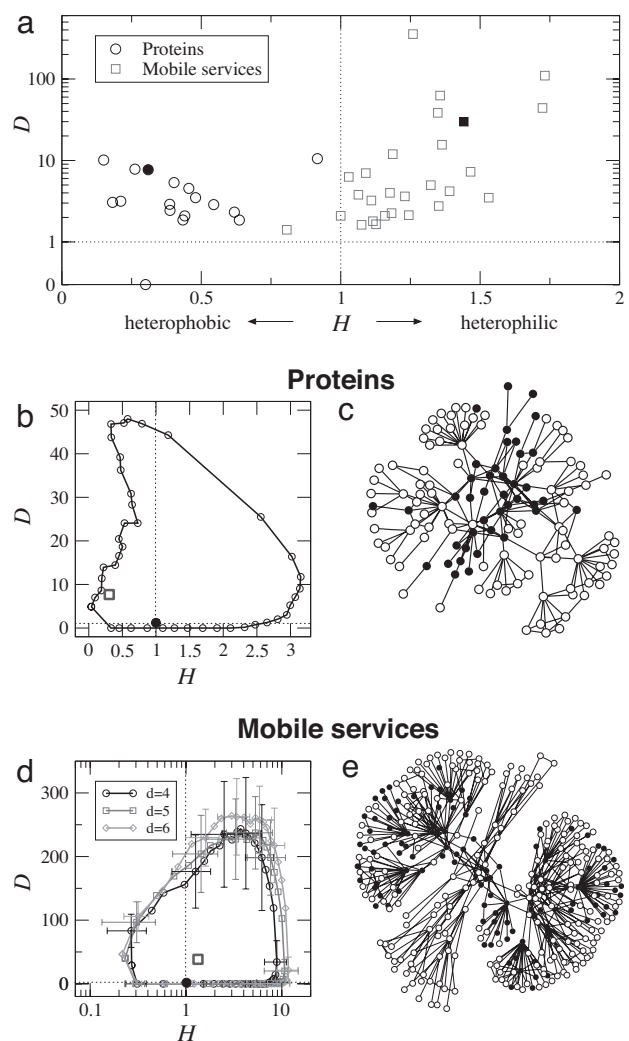 a
Proteins
Mobile services
D
100
10
1
0
0 0.5 1 1.5 2
heterophobic H heterophilic
Proteins
b
c
D
50
40
30
20
10
0
0 0.5 1 1.5 2 2.5 3
H
Mobile services
d
e
d=4
d=5
d=6
D
300
200
100
0
0.1 1 10
H